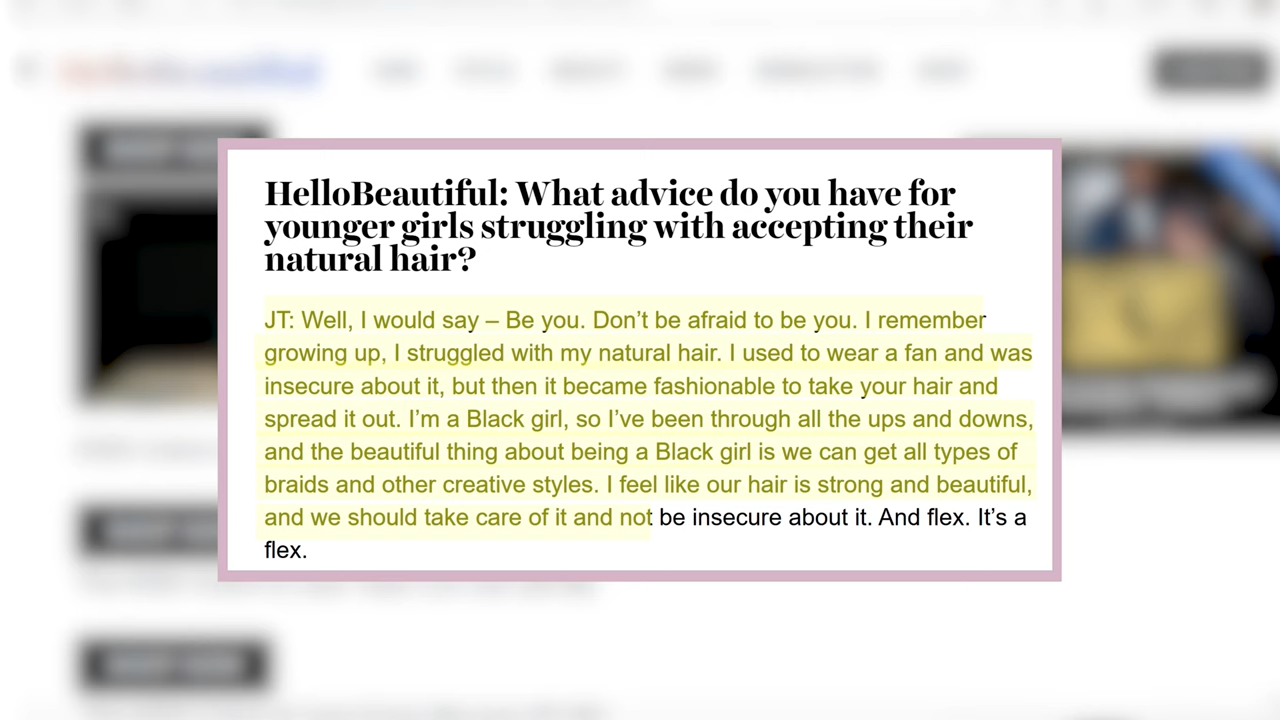 HelloBeautiful: What advice do you have for
younger girls struggling with accepting their
natural hair?
JT: Well, I would say – Be you. Don’t be afraid to be you. I remember
growing up, I struggled with my natural hair. I used to wear a fan and was
insecure about it, but then it became fashionable to take your hair and
spread it out. I’m a Black girl, so I’ve been through all the ups and downs,
and the beautiful thing about being a Black girl is we can get all types of
braids and other creative styles. I feel like our hair is strong and beautiful,
and we should take care of it and not be insecure about it. And flex. It’s a
flex.